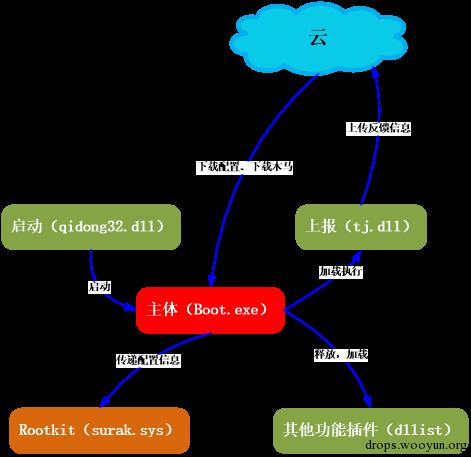 云
下载配置、下载木马
上传反馈信息
启动（qidong32.dll）
上报（tj.dll）
启动
加载执行
主体（Boot.exe）
传递配置信息
释放，加载
Rootkit（surak.sys）
其他功能插件（dllist）
drops.wooyun.org